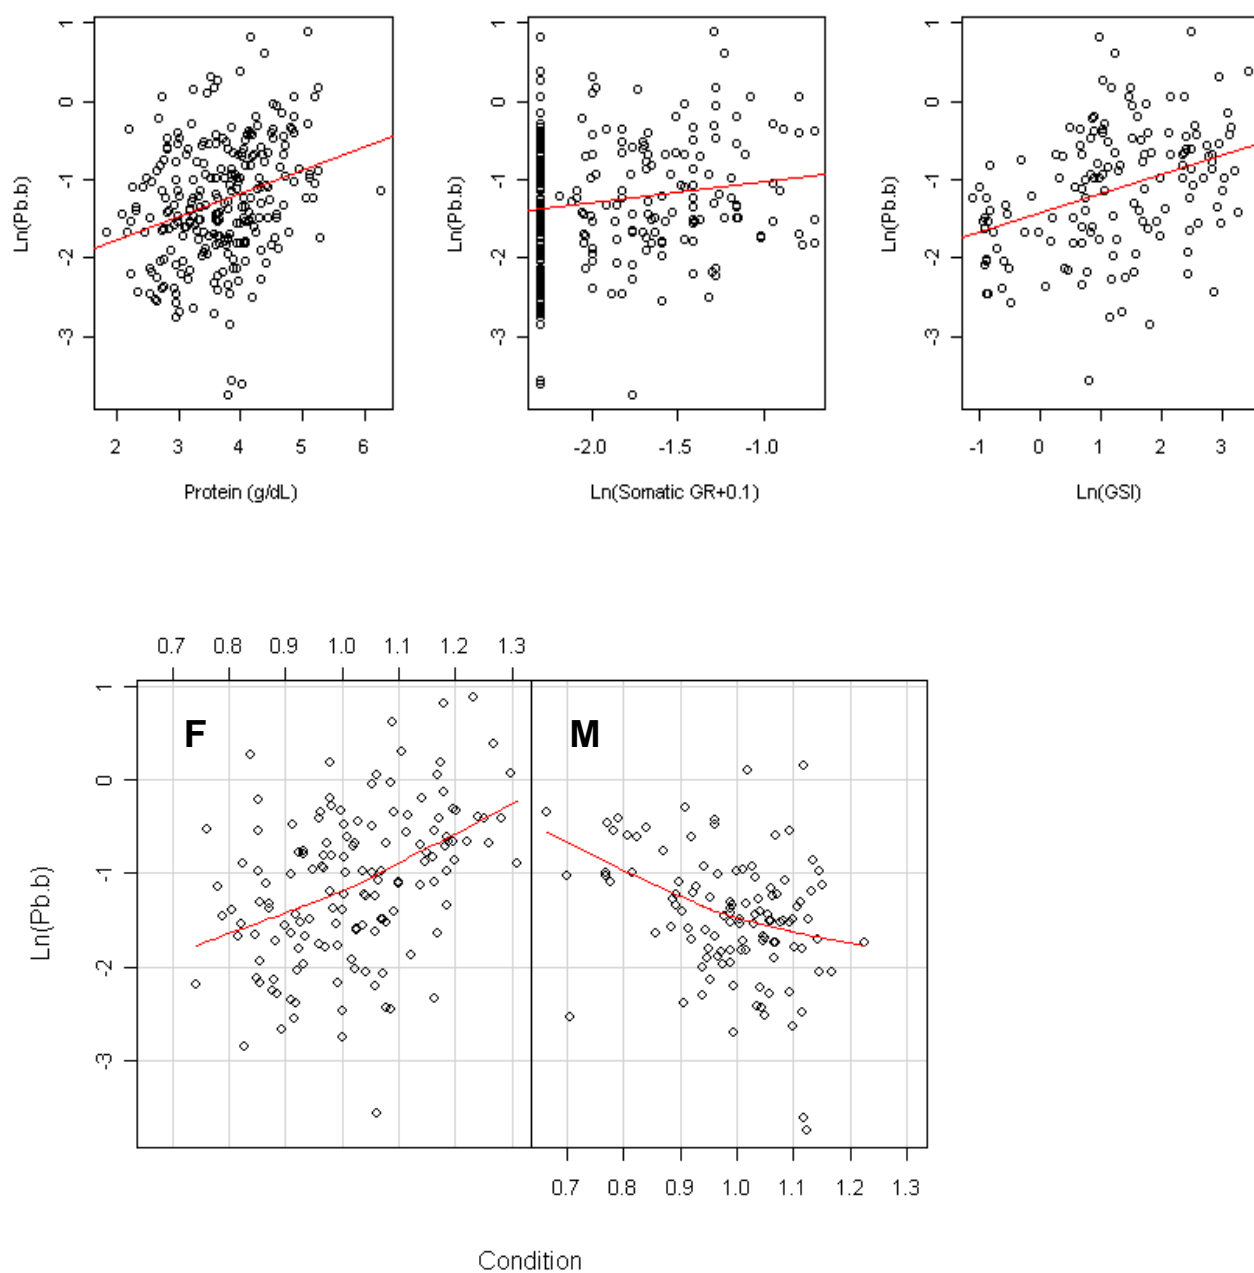 1
0
-1
-2
-3
Ln(Pb.b)
2 3 4 5 6
Protein (g/dL)
1
0
-1
-2
-3
Ln(Pb.b)
-2.0 -1.5 -1.0
Ln(Somatic GR+0.1)
1
0
-1
-2
-3
Ln(Pb.b)
-1 0 1 2 3
Ln(GSI)
0.7 0.8 0.9 1.0 1.1 1.2 1.3
F M
1
0
-1
-2
-3
Ln(Pb.b)
0.7 0.8 0.9 1.0 1.1 1.2 1.3
Condition